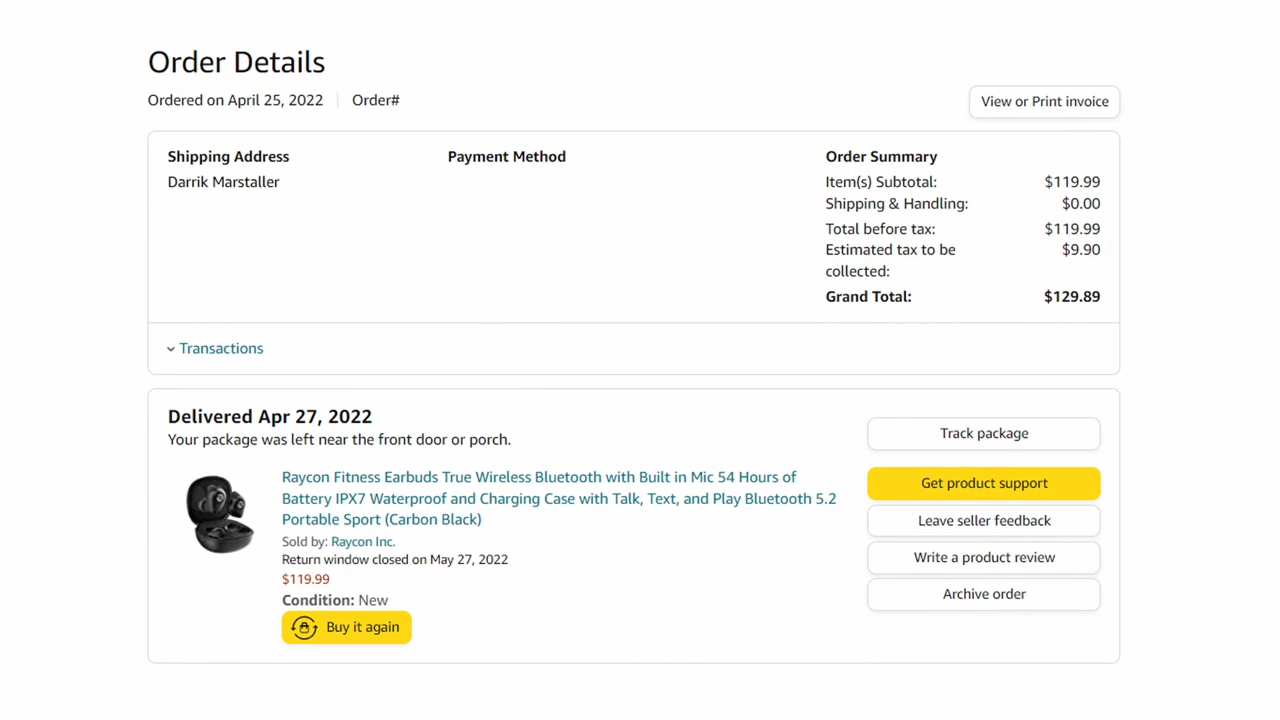 Order Details
Ordered on April 25, 2022 | Order#
View or Print invoice
Shipping Address
Darrik Marstaller
Payment Method
Order Summary
Item(s) Subtotal: $119.99
Shipping & Handling: $0.00
Total before tax: $119.99
Estimated tax to be $9.90
collected:
Grand Total: $129.89
Transactions
Delivered Apr 27, 2022
Your package was left near the front door or porch.
Raycon Fitness Earbuds True Wireless Bluetooth with Built in Mic 54 Hours of
Battery IPX7 Waterproof and Charging Case with Talk, Text, and Play Bluetooth 5.2
Portable Sport (Carbon Black)
Sold by: Raycon Inc.
Return window closed on May 27, 2022
$119.99
Condition: New
Buy it again
Track package
Get product support
Leave seller feedback
Write a product review
Archive order